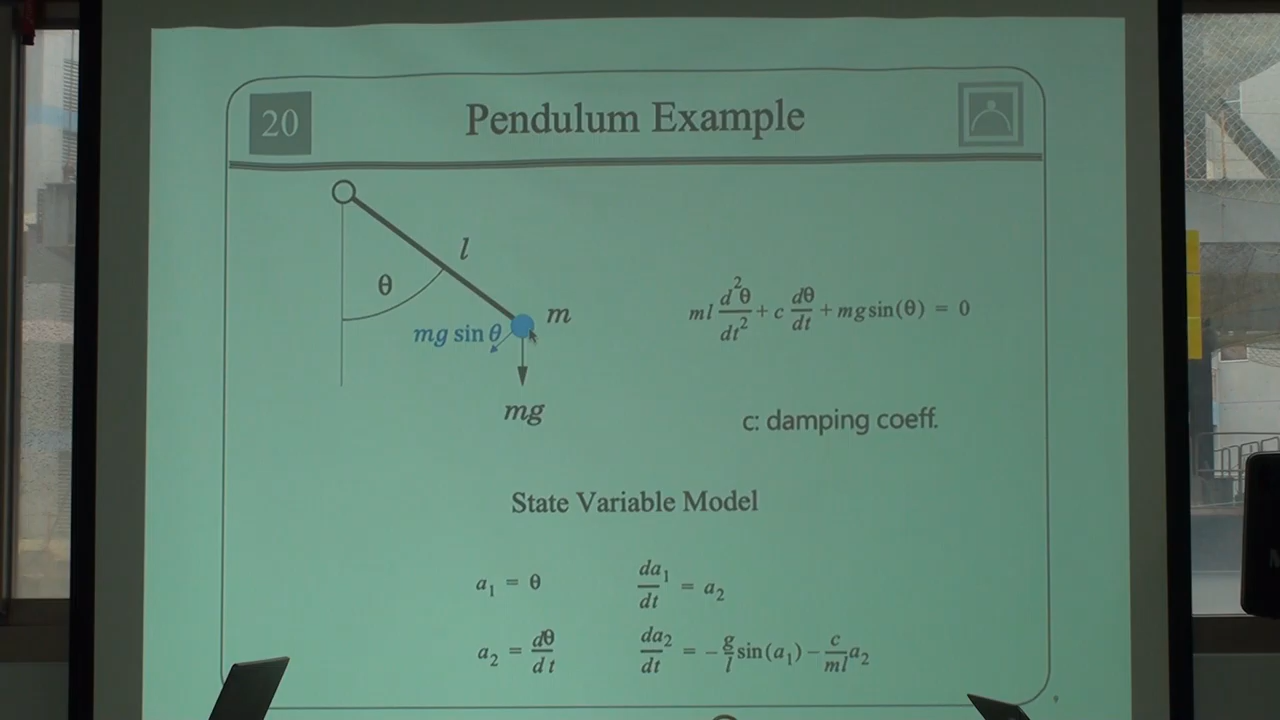 20
Pendulum Example
l
θ
m
mg sin θ
mg
ml d²θ/dt² + c dθ/dt + mg sin(θ) = 0
c: damping coeff.
State Variable Model
a₁ = θ
da₁/dt = a₂
a₂ = dθ/dt
da₂/dt = -g/l sin(a₁) - c/ml a₂